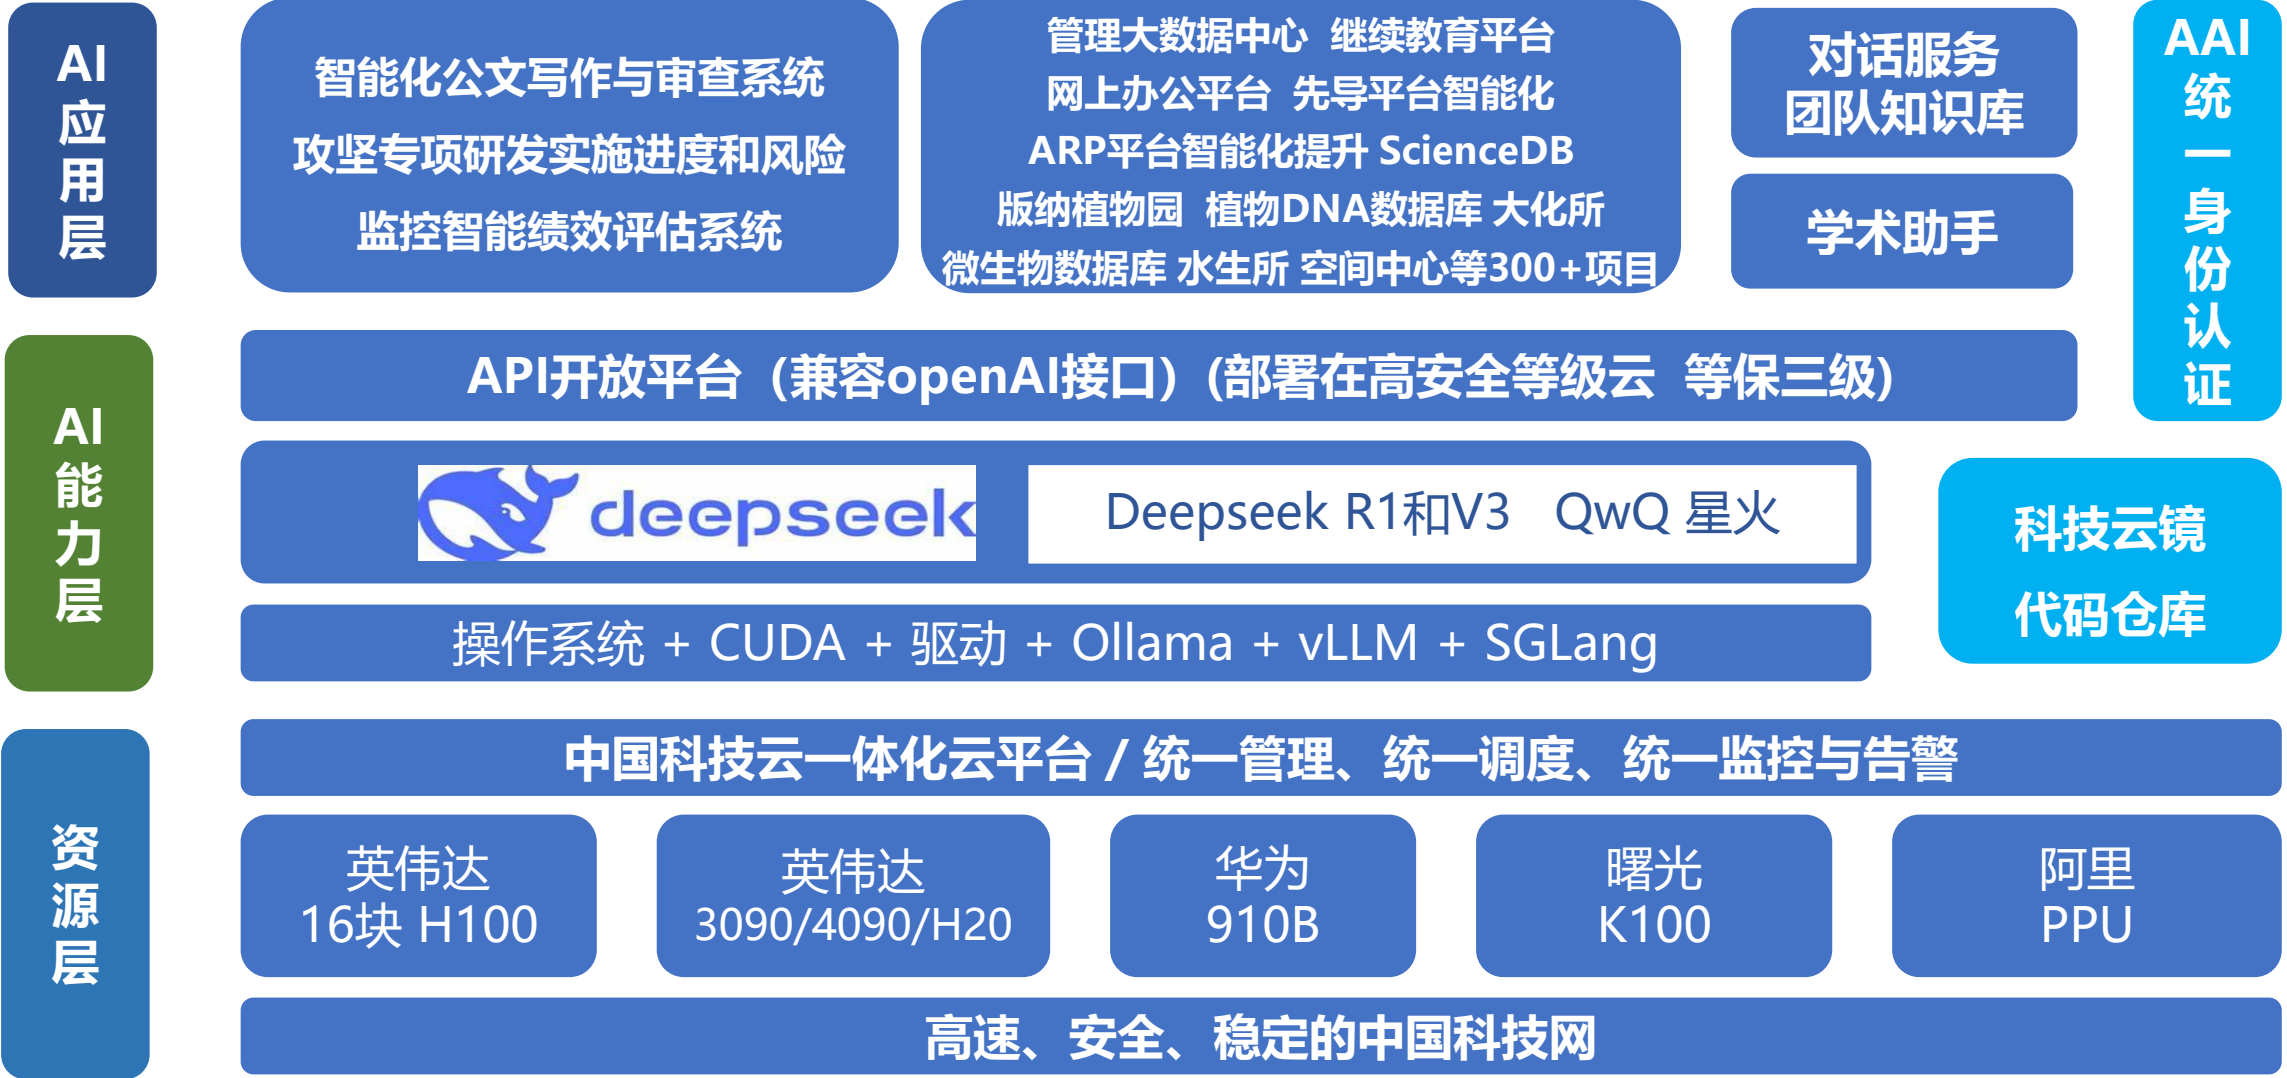 AI
应
用
层
智能化公文写作与审查系统
攻坚专项研发实施进度和风险
监控智能绩效评估系统
管理大数据中心 继续教育平台
网上办公平台 先导平台智能化
ARP平台智能化提升 ScienceDB
版纳植物园 植物DNA数据库 大化所
微生物数据库 水生所 空间中心等300+项目
对话服务
团队知识库
学术助手
AAI
统
一
身
份
认
证
AI
能
力
层
API开放平台（兼容openAI接口）(部署在高安全等级云 等保三级)
deepseek
Deepseek R1和V3 QwQ 星火
操作系统 + CUDA + 驱动 + Ollama + vLLM + SGLang
科技云镜
代码仓库
资
源
层
中国科技云一体化云平台 / 统一管理、统一调度、统一监控与告警
英伟达
16块 H100
英伟达
3090/4090/H20
华为
910B
曙光
K100
阿里
PPU
高速、安全、稳定的中国科技网